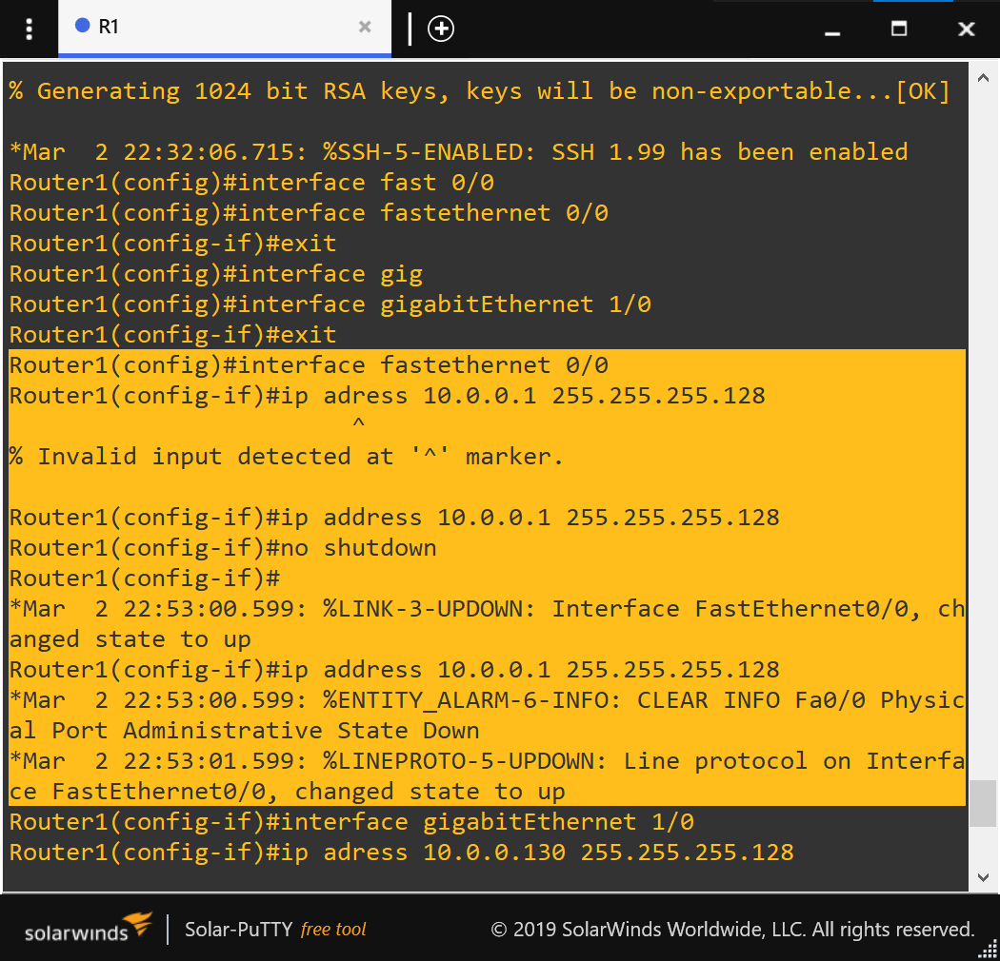 R1
% Generating 1024 bit RSA keys, keys will be non-exportable...[OK]
*Mar  2 22:32:06.715: %SSH-5-ENABLED: SSH 1.99 has been enabled
Router1(config)#interface fast 0/0
Router1(config)#interface fastethernet 0/0
Router1(config-if)#exit
Router1(config)#interface gig
Router1(config)#interface gigabitEthernet 1/0
Router1(config-if)#exit
Router1(config)#interface fastethernet 0/0
Router1(config-if)#ip adress 10.0.0.1 255.255.255.128
^
% Invalid input detected at '^' marker.
Router1(config-if)#ip address 10.0.0.1 255.255.255.128
Router1(config-if)#no shutdown
Router1(config-if)#
*Mar  2 22:53:00.599: %LINK-3-UPDOWN: Interface FastEthernet0/0, ch
anged state to up
Router1(config-if)#ip address 10.0.0.1 255.255.255.128
*Mar  2 22:53:00.599: %ENTITY_ALARM-6-INFO: CLEAR INFO Fa0/0 Physic
al Port Administrative State Down
*Mar  2 22:53:01.599: %LINEPROTO-5-UPDOWN: Line protocol on Interfa
ce FastEthernet0/0, changed state to up
Router1(config-if)#interface gigabitEthernet 1/0
Router1(config-if)#ip adress 10.0.0.130 255.255.255.128
solarwinds | Solar-PuTTY free tool © 2019 SolarWinds Worldwide, LLC. All rights reserved.